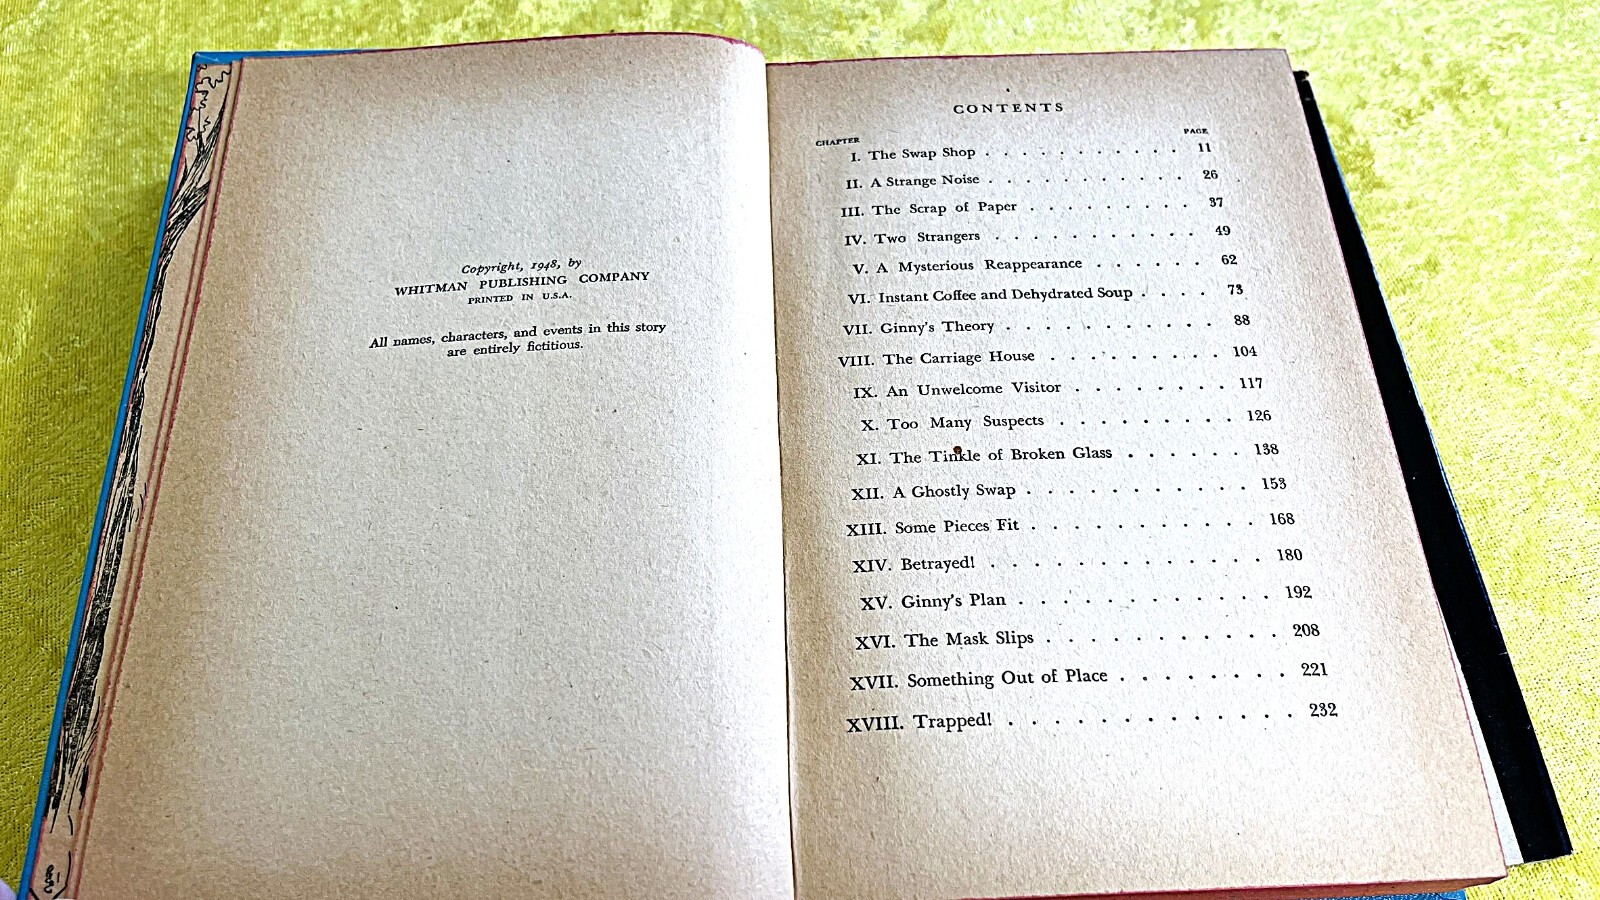 Copyright, 1948, by
WHITMAN PUBLISHING COMPANY
PRINTED IN U.S.A.
All names, characters, and events in this story
are entirely fictitious.
CONTENTS
CHAPTER PAGE
I. The Swap Shop . . . . . . . . . . . 11
II. A Strange Noise . . . . . . . . . . . 26
III. The Scrap of Paper . . . . . . . . . 37
IV. Two Strangers . . . . . . . . . . . 49
V. A Mysterious Reappearance . . . . . . 62
VI. Instant Coffee and Dehydrated Soup . . . . 73
VII. Ginny's Theory . . . . . . . . . . . 88
VIII. The Carriage House . . . . . . . . . 104
IX. An Unwelcome Visitor . . . . . . . . 117
X. Too Many Suspects . . . . . . . . . 126
XI. The Tinkle of Broken Glass . . . . . . 138
XII. A Ghostly Swap . . . . . . . . . . . 153
XIII. Some Pieces Fit . . . . . . . . . . . 168
XIV. Betrayed! . . . . . . . . . . . . . 180
XV. Ginny's Plan . . . . . . . . . . . . 192
XVI. The Mask Slips . . . . . . . . . . . 208
XVII. Something Out of Place . . . . . . . . 221
XVIII. Trapped! . . . . . . . . . . . . . 232